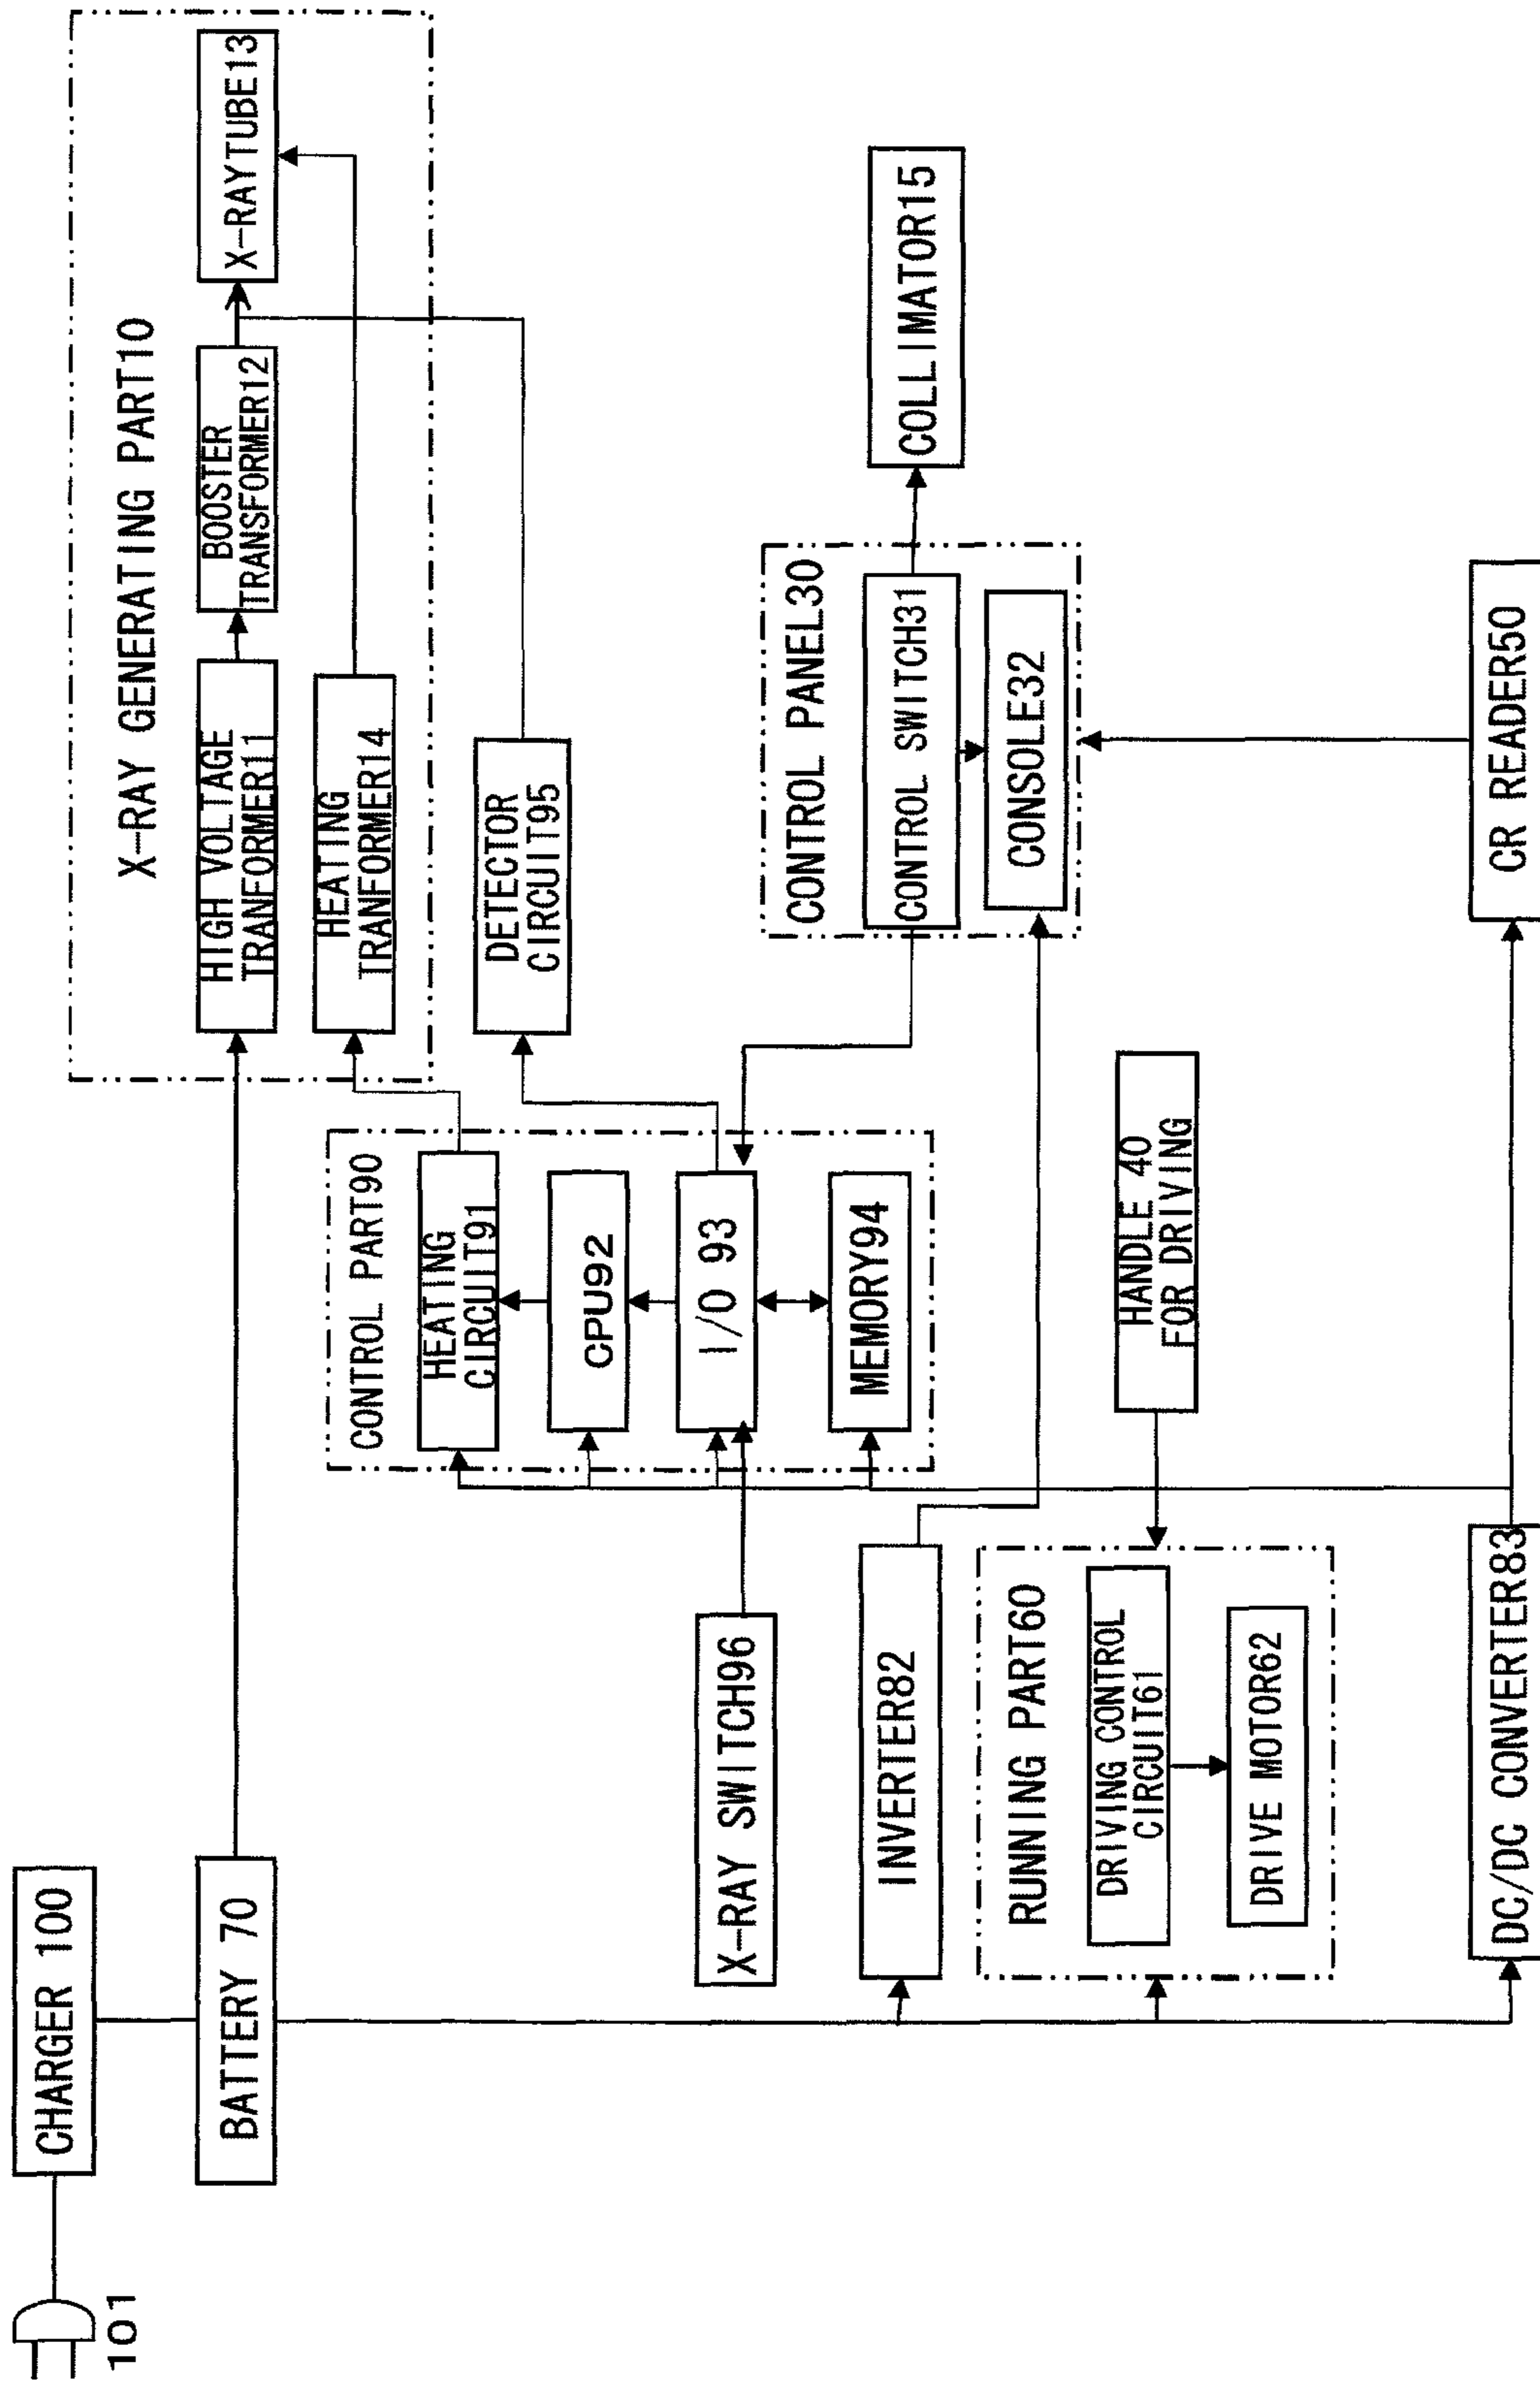 X-RAY GENERATING PART10
HIGH VOLTAGE
TRANFORMER11
BOOSTER
TRANSFORMER12
X-RAYTUBE13
HEATING
TRANFORMER14
CHARGER 100
101
BATTERY 70
DETECTOR
CIRCUIT95
CONTROL PART90
HEATING
CIRCUIT91
CPU92
I/O 93
MEMORY94
X-RAY SWITCH96
CONTROL PANEL30
CONTROL SWITCH31
CONSOLE32
COLLIMATOR15
INVERTER82
RUNNING PART60
DRIVING CONTROL
CIRCUIT61
DRIVE MOTOR62
HANDLE 40
FOR DRIVING
DC/DC CONVERTER83
CR READER50